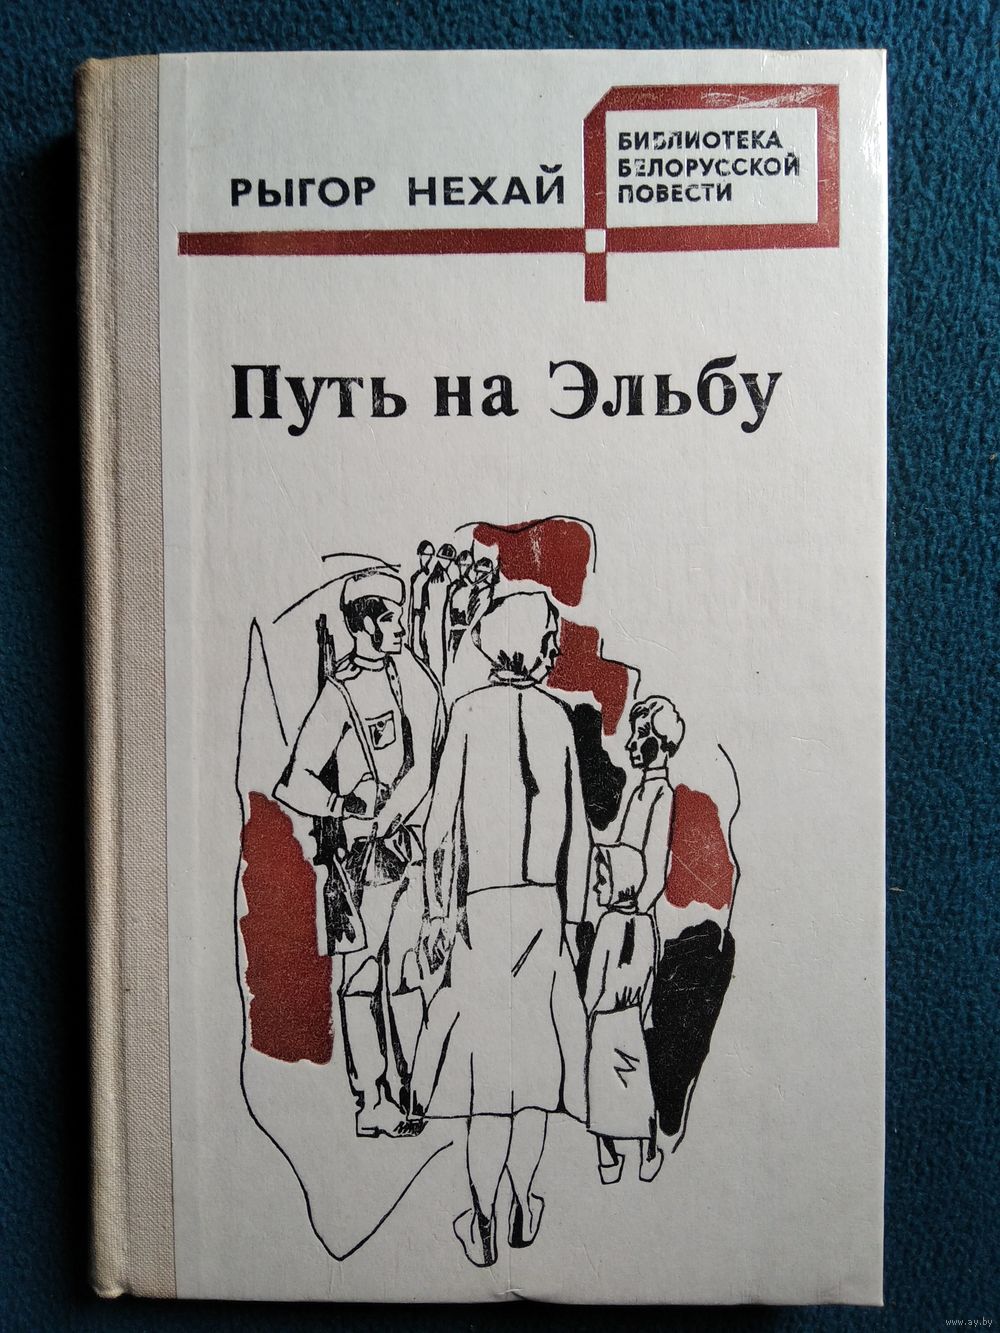 РЫГОР НЕХАЙ
БИБЛИОТЕКА
БЕЛОРУССКОЙ
ПОВЕСТИ
Путь на Эльбу
www.ay.by